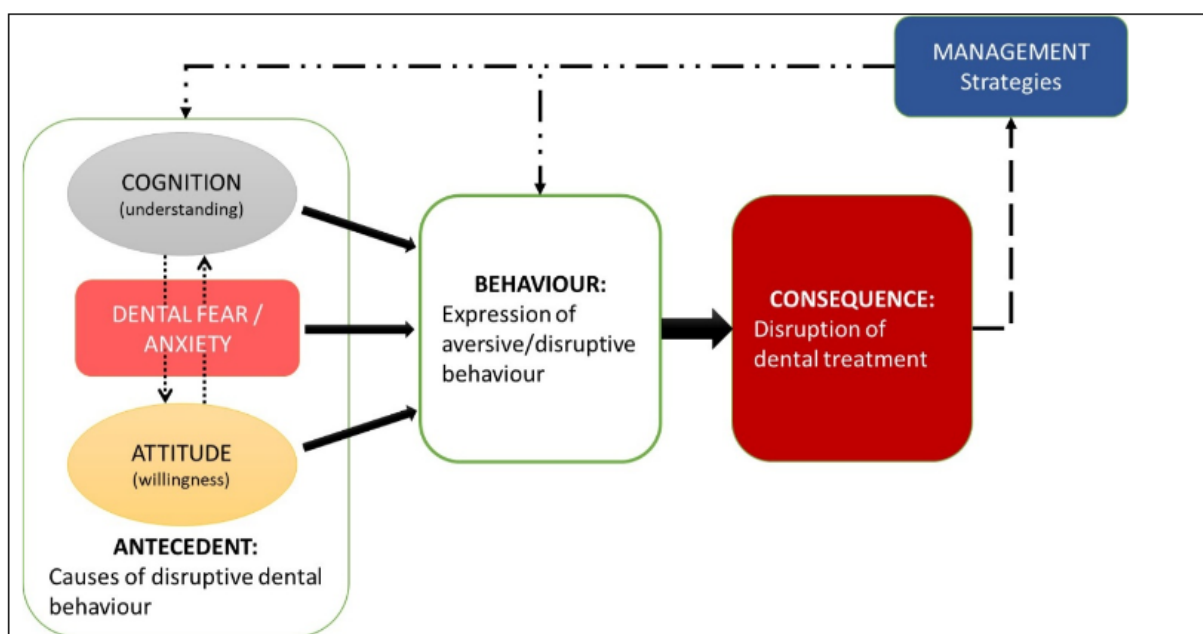 MANAGEMENT
Strategies
COGNITION
(understanding)
DENTAL FEAR /
ANXIETY
ATTITUDE
(willingness)
ANTECEDENT:
Causes of disruptive dental
behaviour
BEHAVIOUR:
Expression of
aversive/disruptive
behaviour
CONSEQUENCE:
Disruption of
dental treatment